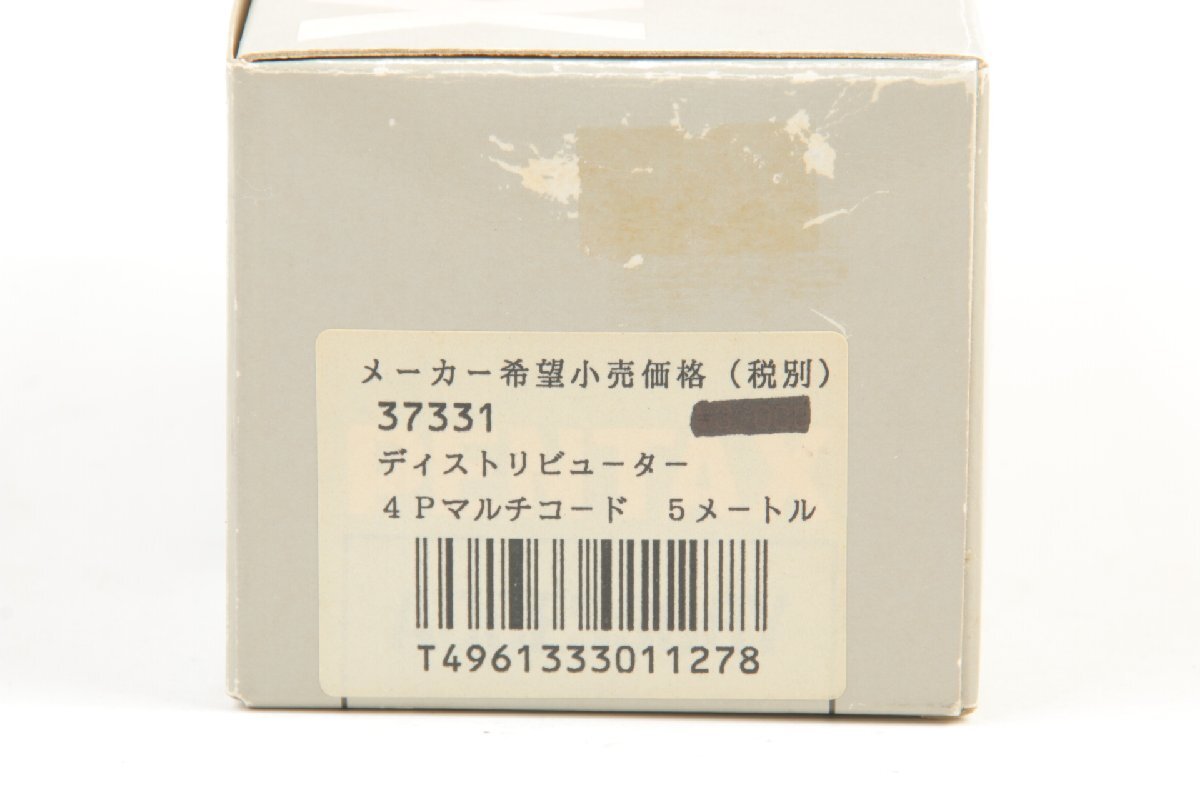 メーカー希望小売価格（税別）
37331
ディストリビューター
４Ｐマルチコード　５メートル
T4961333011278